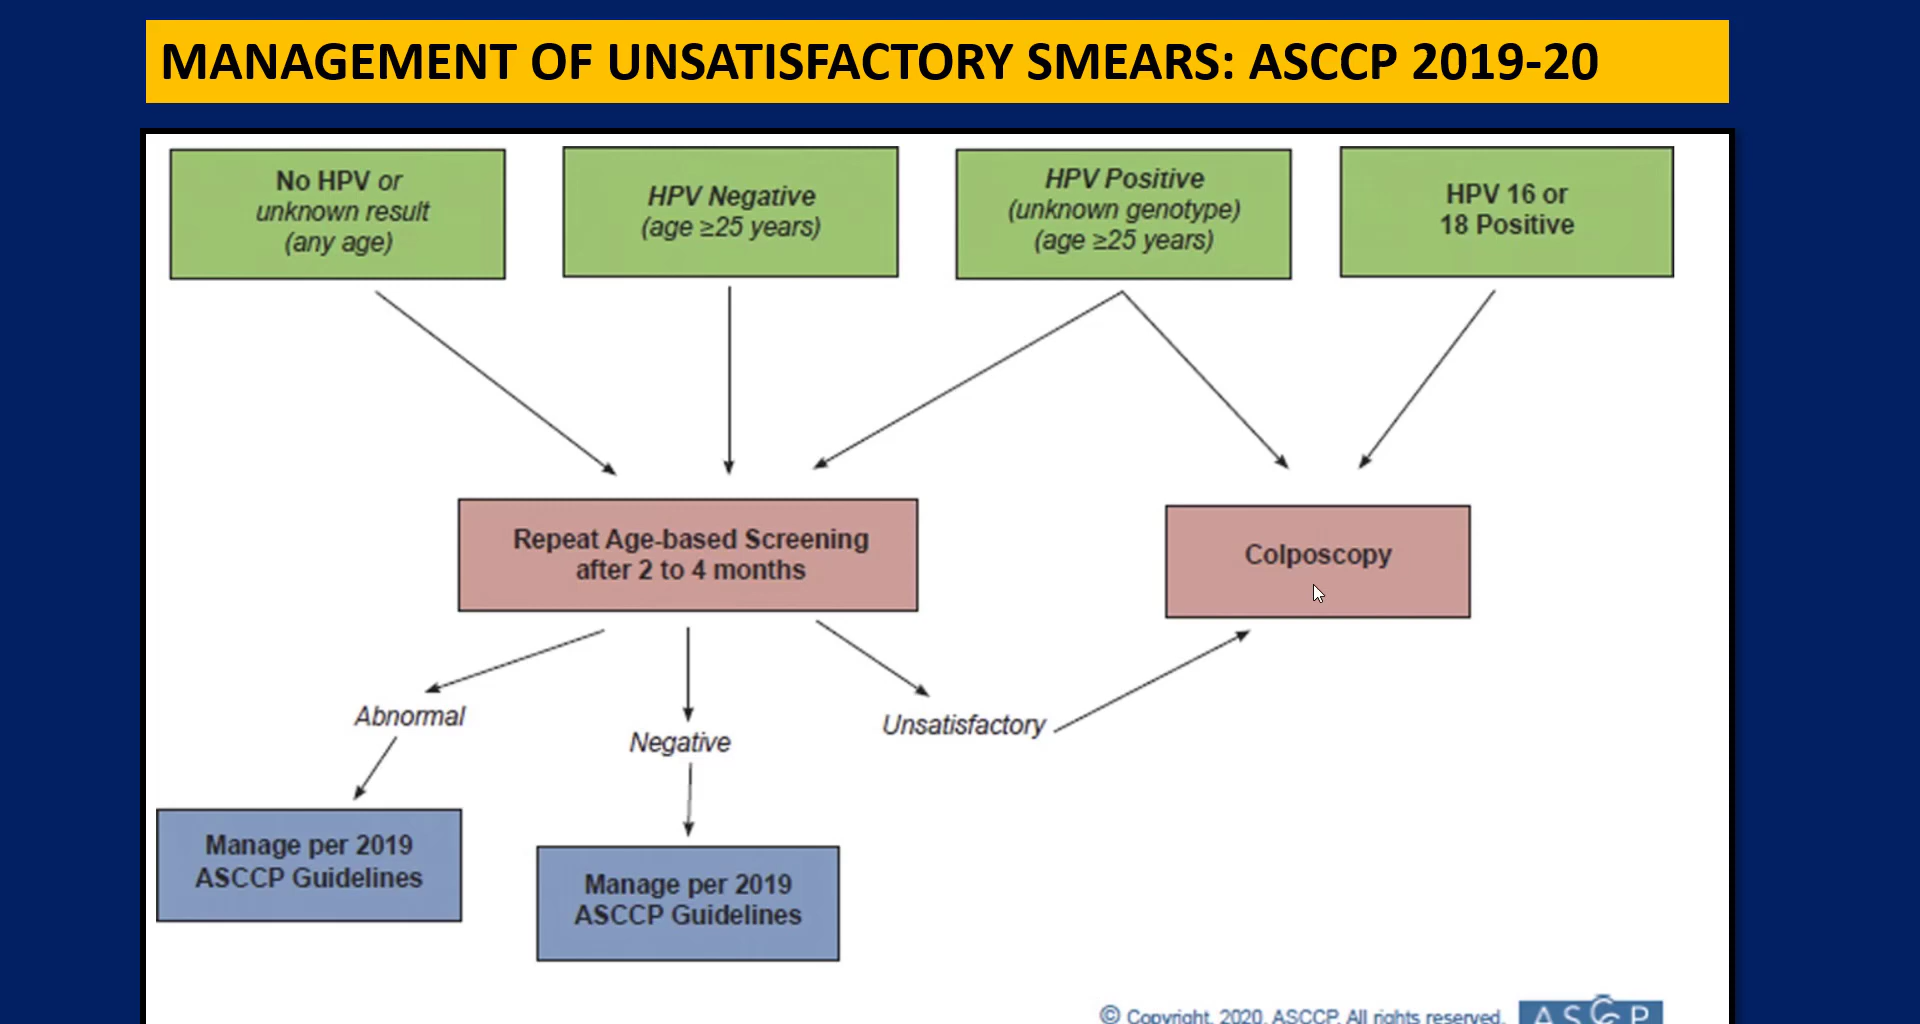 MANAGEMENT OF UNSATISFACTORY SMEARS: ASCCP 2019-20
No HPV or
unknown result
(any age)
HPV Negative
(age ≥25 years)
HPV Positive
(unknown genotype)
(age ≥25 years)
HPV 16 or
18 Positive
Repeat Age-based Screening
after 2 to 4 months
Colposcopy
Abnormal
Negative
Unsatisfactory
Manage per 2019
ASCCP Guidelines
Manage per 2019
ASCCP Guidelines
© Copyright, 2020, ASCCP. All rights reserved.
ASCCP